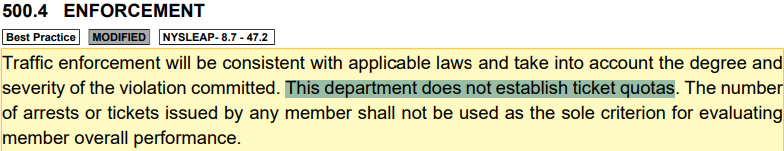 500.4 ENFORCEMENT
Best Practice MODIFIED NYSLEAP- 8.7 - 47.2
Traffic enforcement will be consistent with applicable laws and take into account the degree and
severity of the violation committed. This department does not establish ticket quotas. The number
of arrests or tickets issued by any member shall not be used as the sole criterion for evaluating
member overall performance.